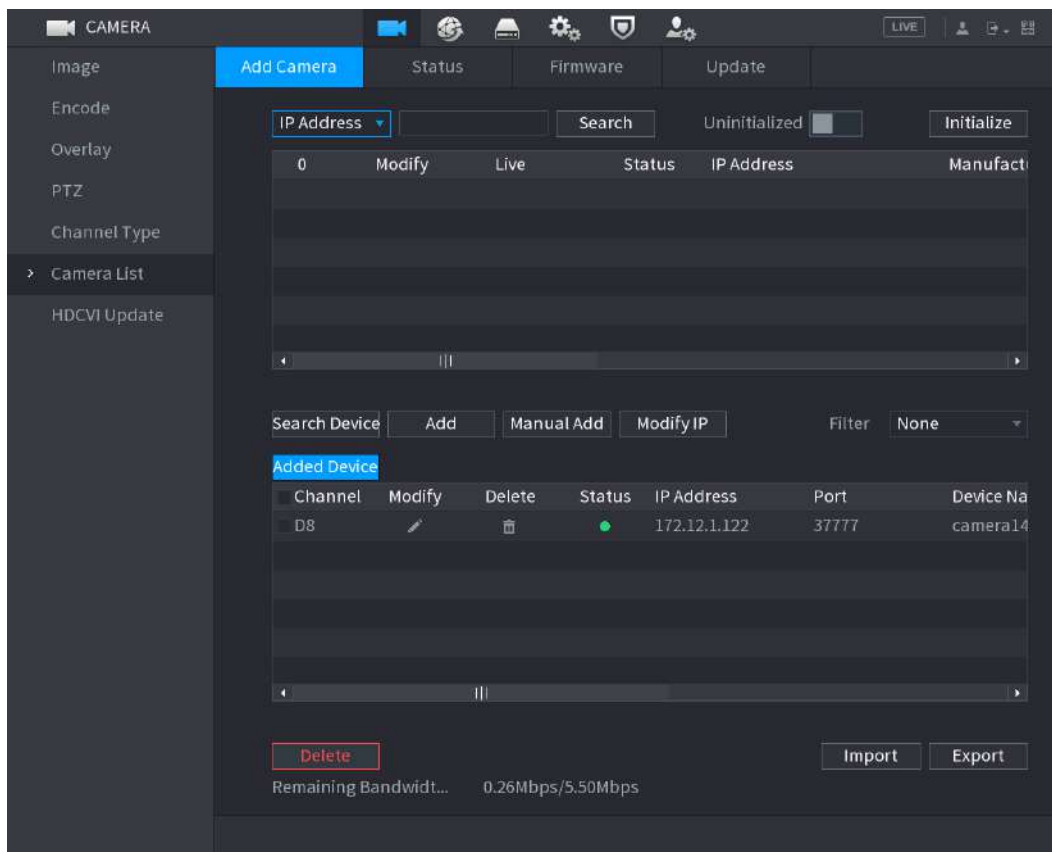 CAMERA LIVE
Image Add Camera Status Firmware Update
Encode
IP Address Search Uninitialized Initialize
Overlay
0 Modify Live Status IP Address Manufact
PTZ
Channel Type
Camera List
HDCVI Update
Search Device Add Manual Add Modify IP Filter None
Added Device
Channel Modify Delete Status IP Address Port Device Na
D8 172.12.1.122 37777 camera14
Delete Import Export
Remaining Bandwidt... 0.26Mbps/5.50Mbps